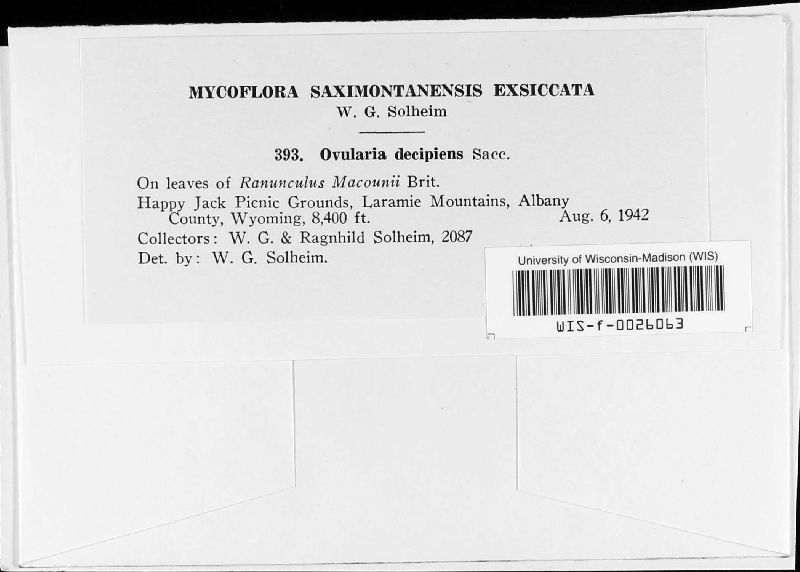 MYCOFLORA SAXIMONTANENSIS EXSICCATA
W. G. Solheim
393. Ovularia decipiens Sacc.
On leaves of Ranunculus Macounii Brit.
Happy Jack Picnic Grounds, Laramie Mountains, Albany
County, Wyoming, 8,400 ft. Aug. 6, 1942
Collectors: W. G. & Ragnhild Solheim, 2087
Det. by: W. G. Solheim.
University of Wisconsin-Madison (WIS)
WIS-f-0026063